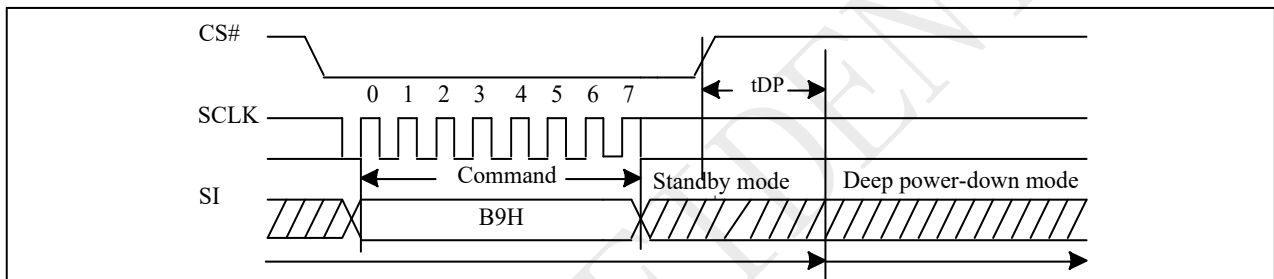 CS#
tDP
0 1 2 3 4 5 6 7
SCLK
Command
Standby mode
Deep power-down mode
SI
B9H